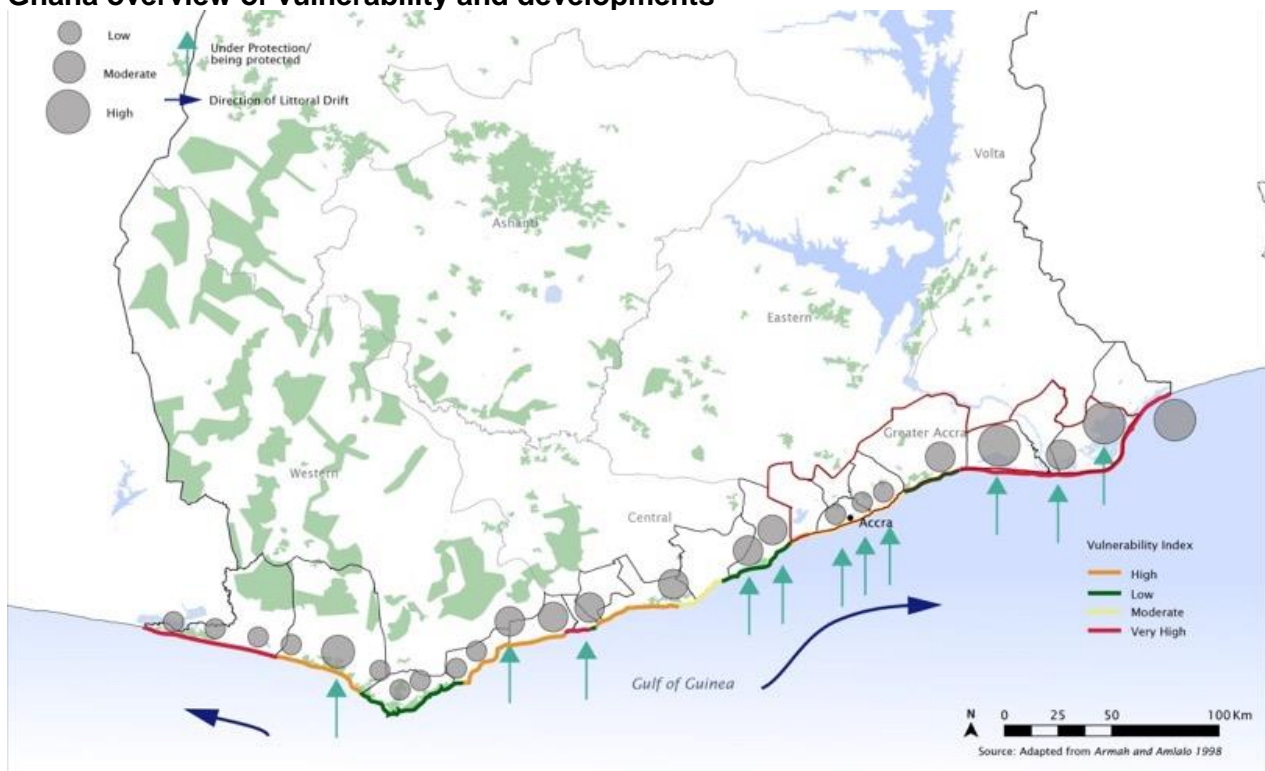 Ghana overview of vulnerability and developments
Low
Moderate
High
Under Protection/
being protected
Direction of Littoral Drift
Volta
Ashanti
Eastern
Greater Accra
Western
Central
Accra
Gulf of Guinea
Vulnerability Index
High
Low
Moderate
Very High
N
0 25 50 100 Km
Source: Adapted from Armah and Amlalo 1998